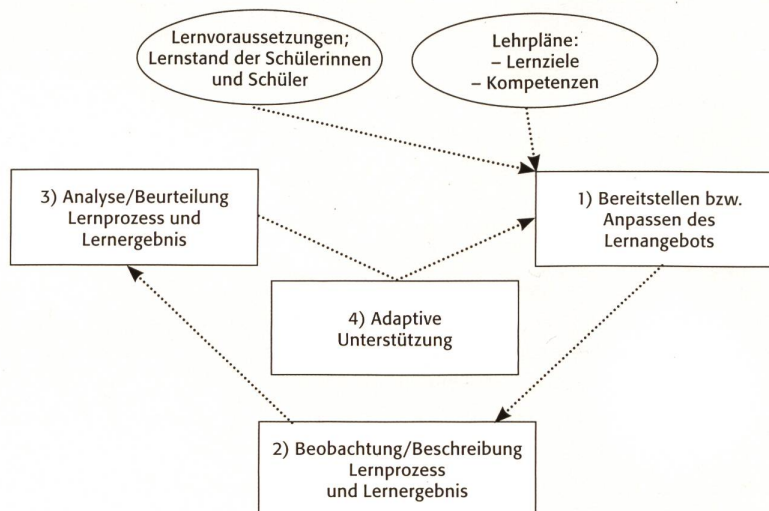 Lernvoraussetzungen;
Lernstand der Schülerinnen
und Schüler
Lehrpläne:
– Lernziele
– Kompetenzen
3) Analyse/Beurteilung
Lernprozess und
Lernergebnis
1) Bereitstellen bzw.
Anpassen des
Lernangebots
4) Adaptive
Unterstützung
2) Beobachtung/Beschreibung
Lernprozess
und Lernergebnis